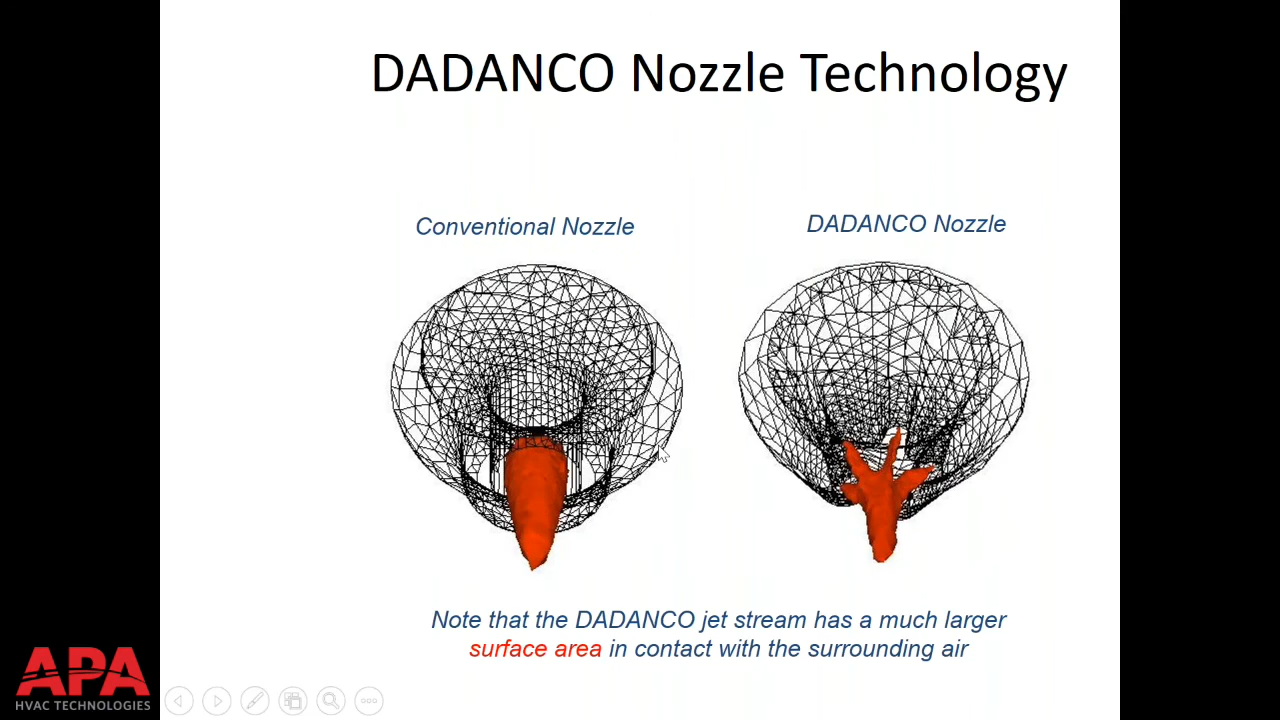 DADANCO Nozzle Technology
Conventional Nozzle
DADANCO Nozzle
Note that the DADANCO jet stream has a much larger
surface area in contact with the surrounding air
APA
HVAC TECHNOLOGIES